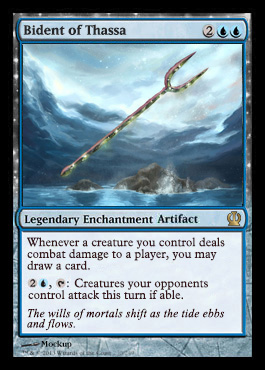 Bident of Thassa 2
Legendary Enchantment Artifact
Whenever a creature you control deals
combat damage to a player, you may
draw a card.
2 , : Creatures your opponents
control attack this turn if able.
The wills of mortals shift as the tide ebbs
and flows.
Mockup